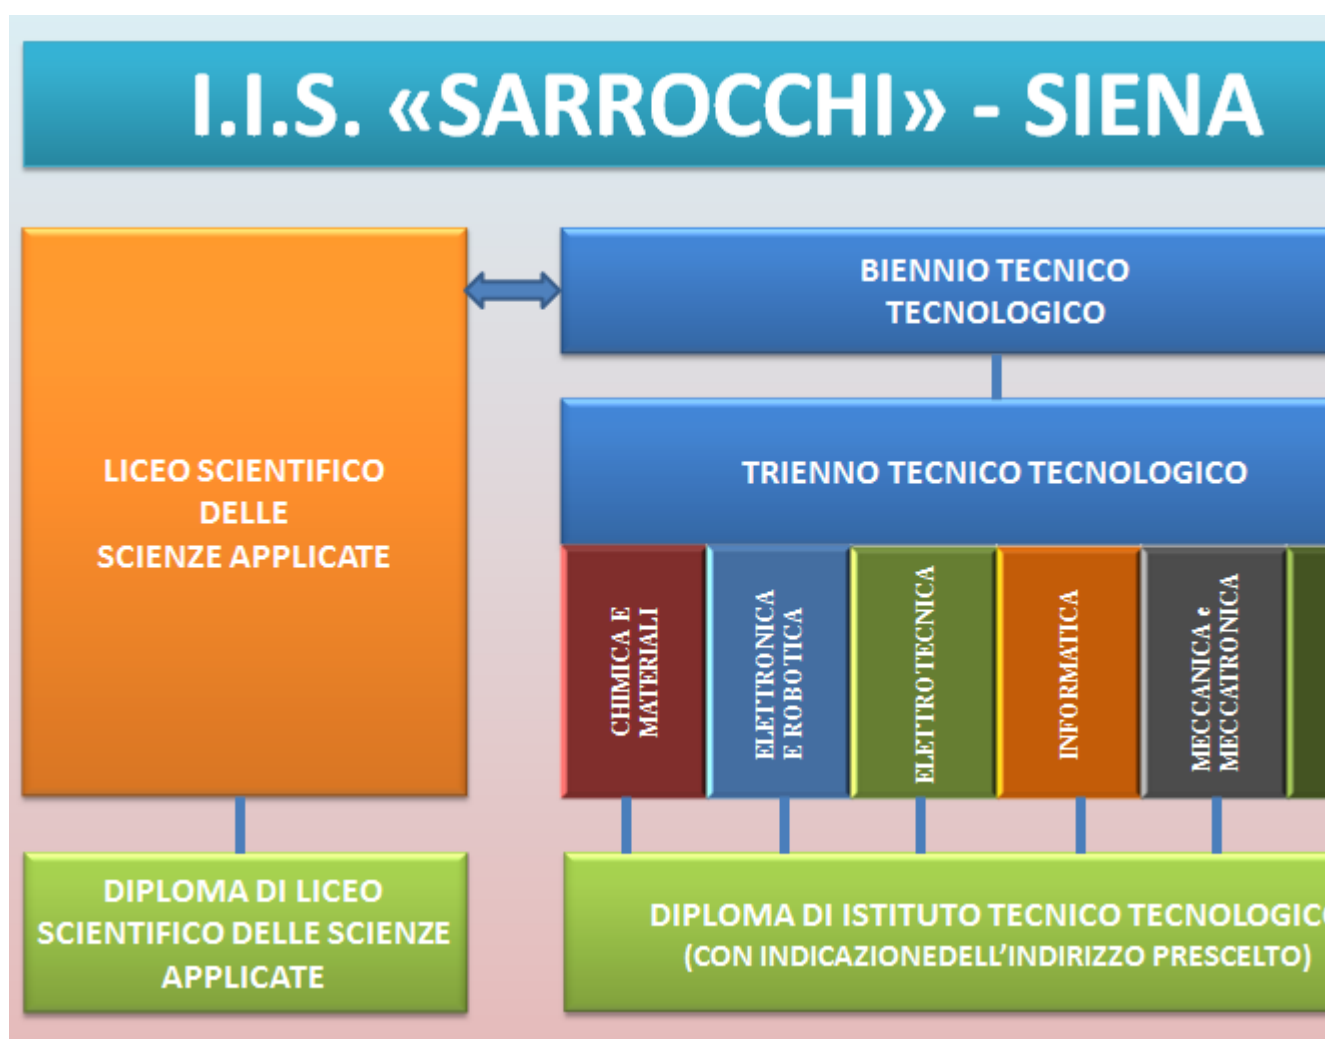 I.I.S. «SARROCCHI» - SIENA
BIENNIO TECNICO
TECNOLOGICO
LICEO SCIENTIFICO
DELLE
SCIENZE APPLICATE
TRIENNO TECNICO TECNOLOGICO
CHIMICA E
MATERIALI
ELETTRONICA
E ROBOTICA
ELETTROTECNICA
INFORMATICA
MECCANICA e
MECCATRONICA
DIPLOMA DI LICEO
SCIENTIFICO DELLE SCIENZE
APPLICATE
DIPLOMA DI ISTITUTO TECNICO TECNOLOGICO
(CON INDICAZIONEDELL'INDIRIZZO PRESCELTO)